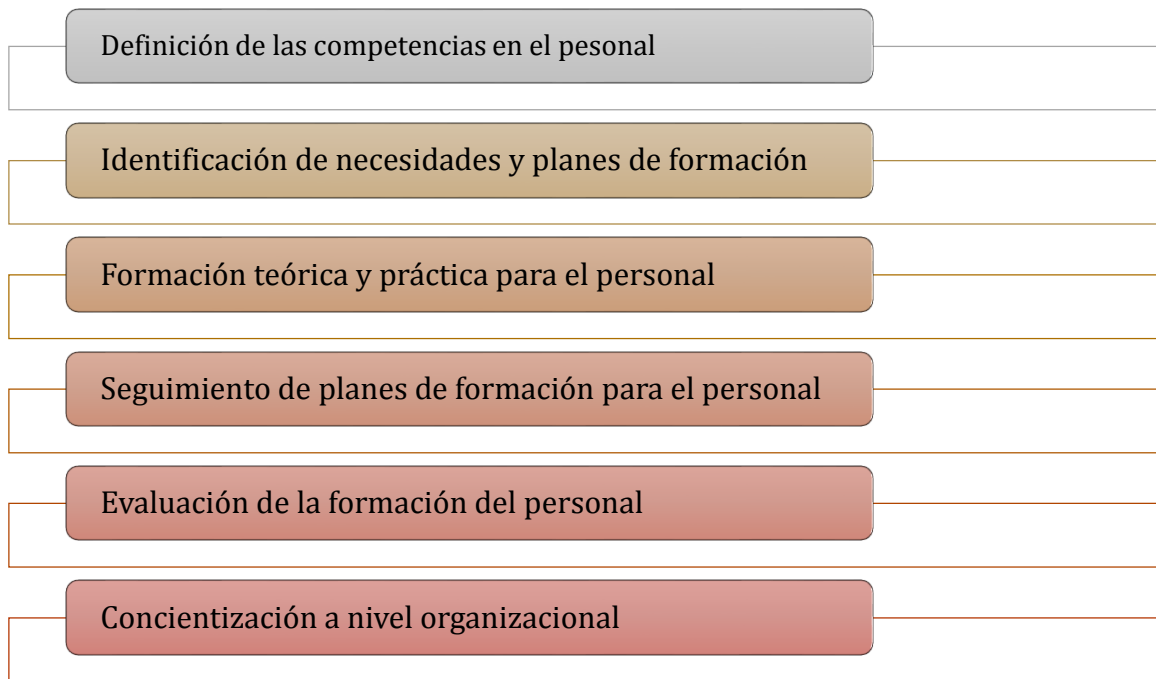 Definición de las competencias en el pesonal
Identificación de necesidades y planes de formación
Formación teórica y práctica para el personal
Seguimiento de planes de formación para el personal
Evaluación de la formación del personal
Concientización a nivel organizacional